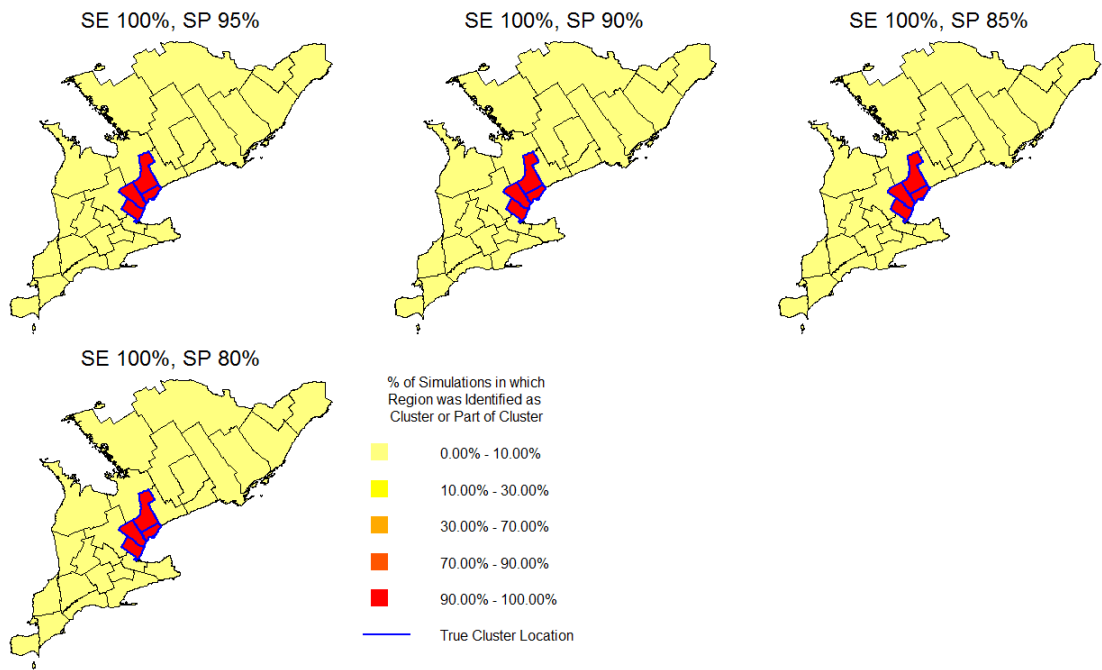 SE 100%, SP 95%
SE 100%, SP 90%
SE 100%, SP 85%
SE 100%, SP 80%
% of Simulations in which
Region was Identified as
Cluster or Part of Cluster
0.00% - 10.00%
10.00% - 30.00%
30.00% - 70.00%
70.00% - 90.00%
90.00% - 100.00%
True Cluster Location